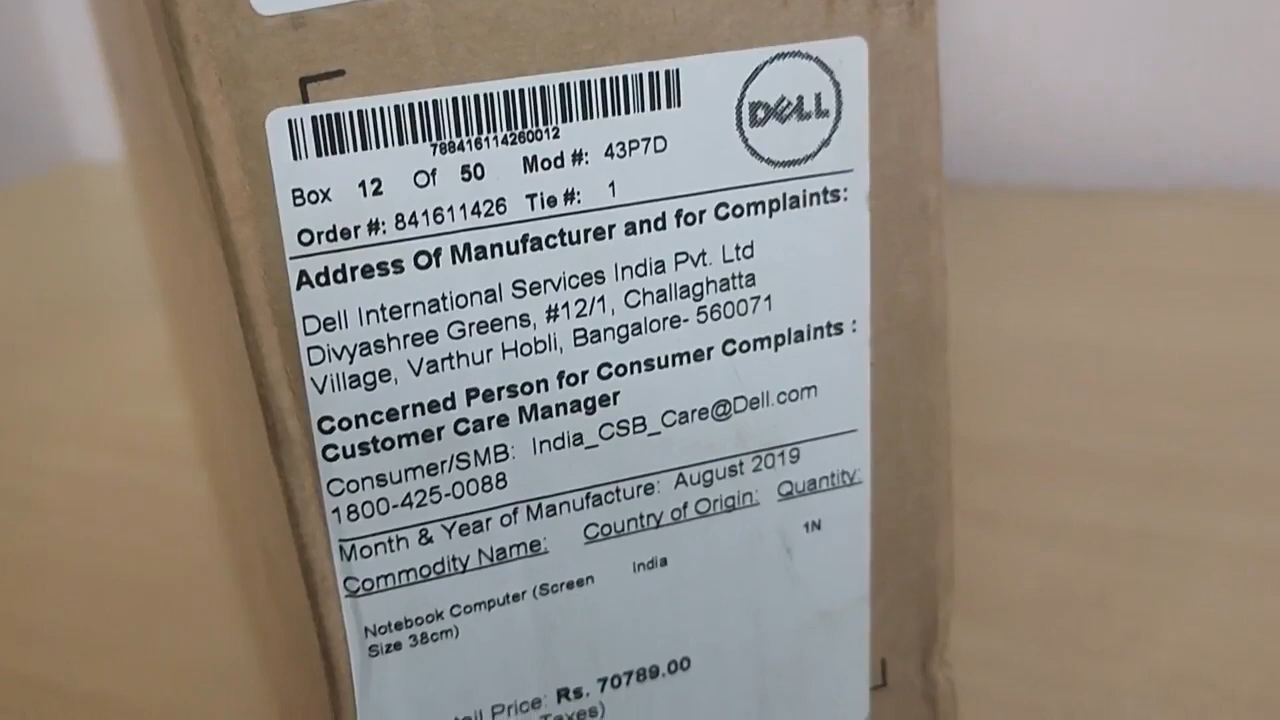 DELL
788416114260012
Box 12 Of 50 Mod #: 43P7D
Order #: 841611426 Tie #: 1
Address Of Manufacturer and for Complaints:
Dell International Services India Pvt. Ltd
Divyashree Greens, #12/1, Challaghatta
Village, Varthur Hobli, Bangalore- 560071
Concerned Person for Consumer Complaints :
Customer Care Manager
Consumer/SMB: India_CSB_Care@Dell.com
1800-425-0088
Month & Year of Manufacture: August 2019
Commodity Name: Country of Origin: Quantity:
Notebook Computer (Screen India 1N
Size 38cm)
Price: Rs. 70789.00
Taxes)